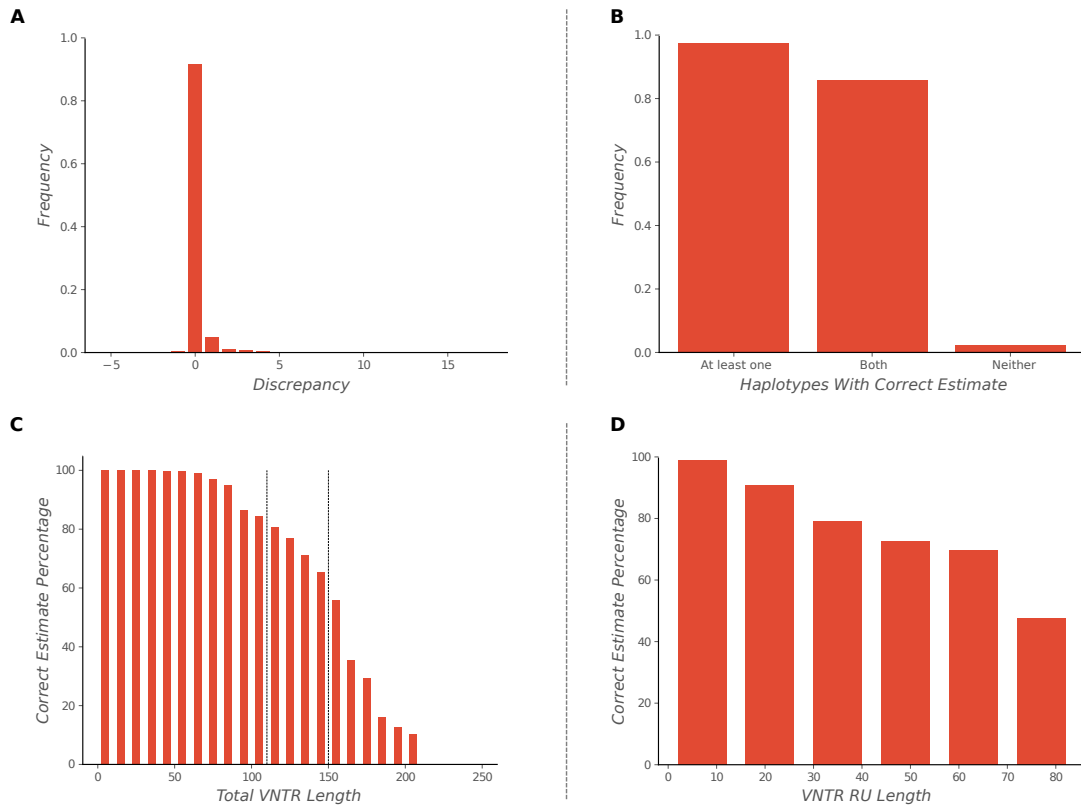 A
1.0
0.8
0.6
0.4
0.2
0.0
Frequency
−5 0 5 10 15
Discrepancy
B
1.0
0.8
0.6
0.4
0.2
0.0
Frequency
At least one Both Neither
Haplotypes With Correct Estimate
C
100
80
60
40
20
0
Correct Estimate Percentage
0 50 100 150 200 250
Total VNTR Length
D
100
80
60
40
20
0
Correct Estimate Percentage
0 10 20 30 40 50 60 70 80
VNTR RU Length